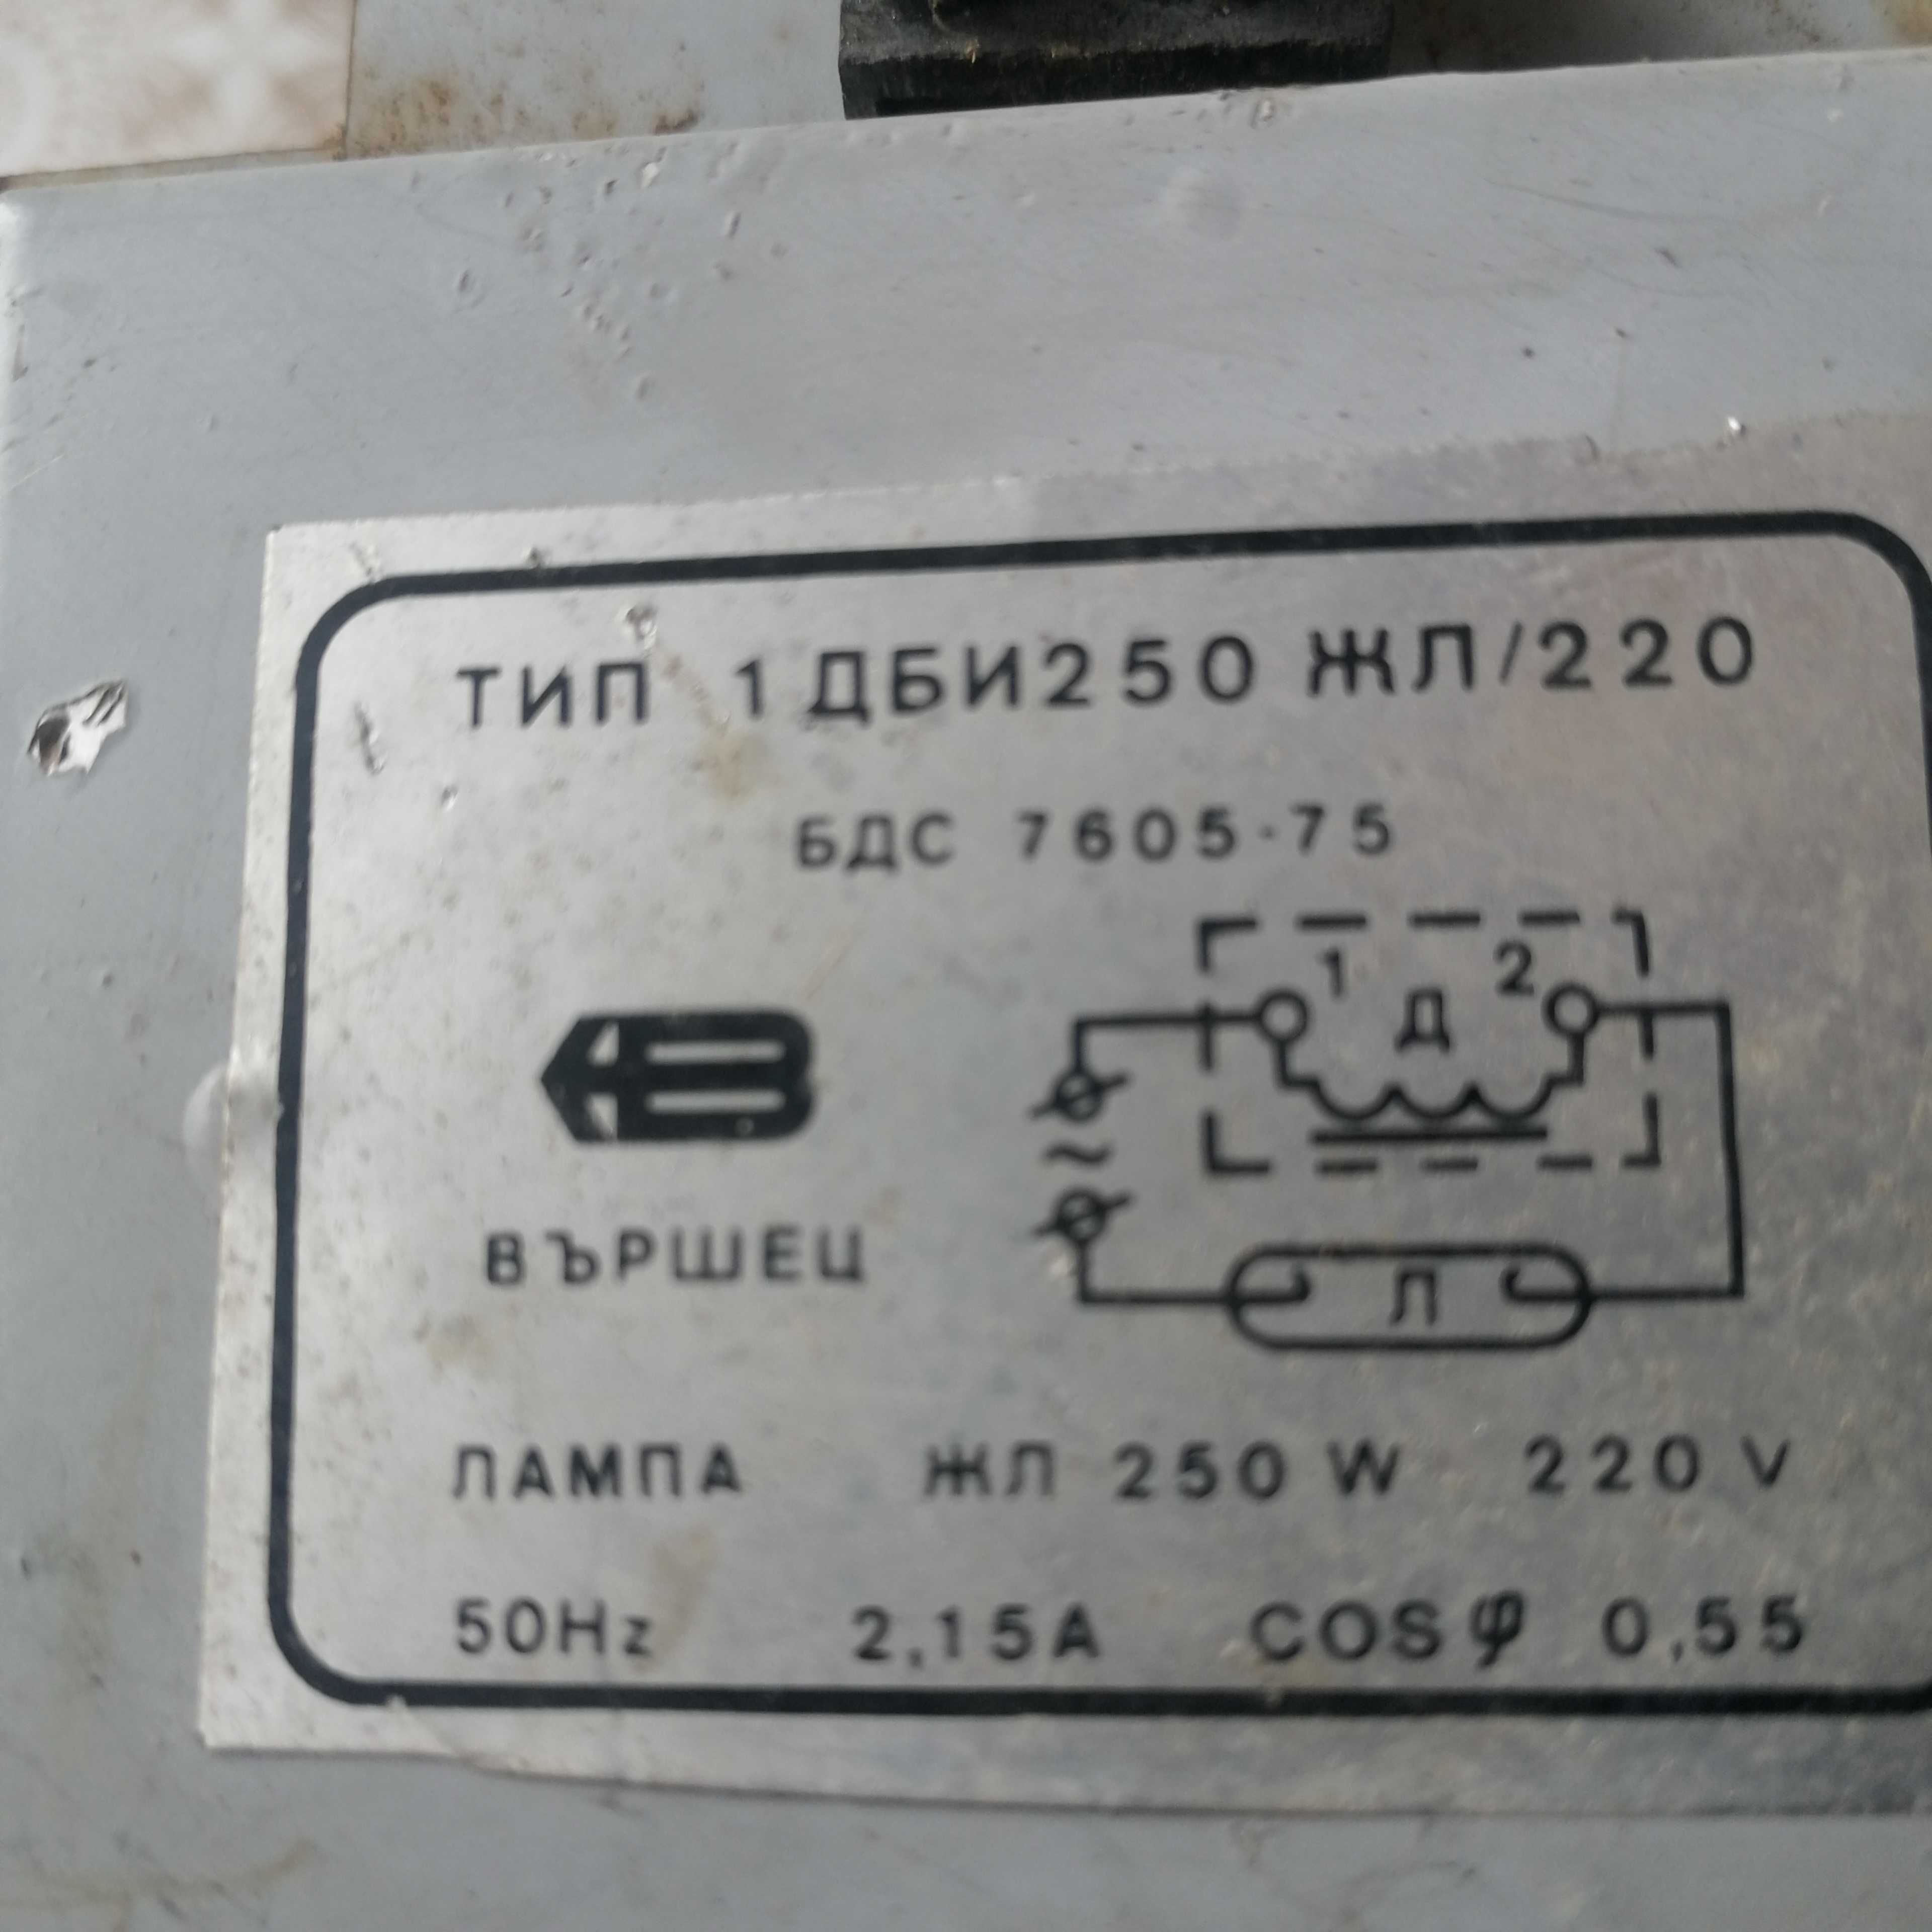 ТИП 1ДБИ250 ЖЛ/220
БДС 7605-75
1 Д 2
~
ВЪРШЕЦ
Л
ЛАМПА ЖЛ 250 W 220 V
50Hz 2,15A COSφ 0,55